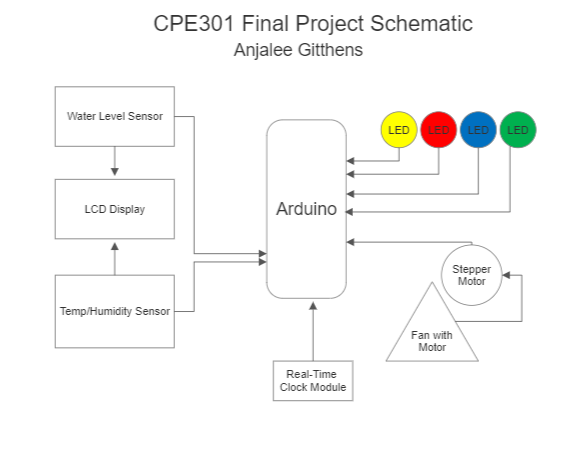 CPE301 Final Project Schematic
Anjalee Gitthens
Water Level Sensor
LCD Display
Temp/Humidity Sensor
Arduino
LED
LED
LED
LED
Stepper
Motor
Fan with
Motor
Real-Time
Clock Module